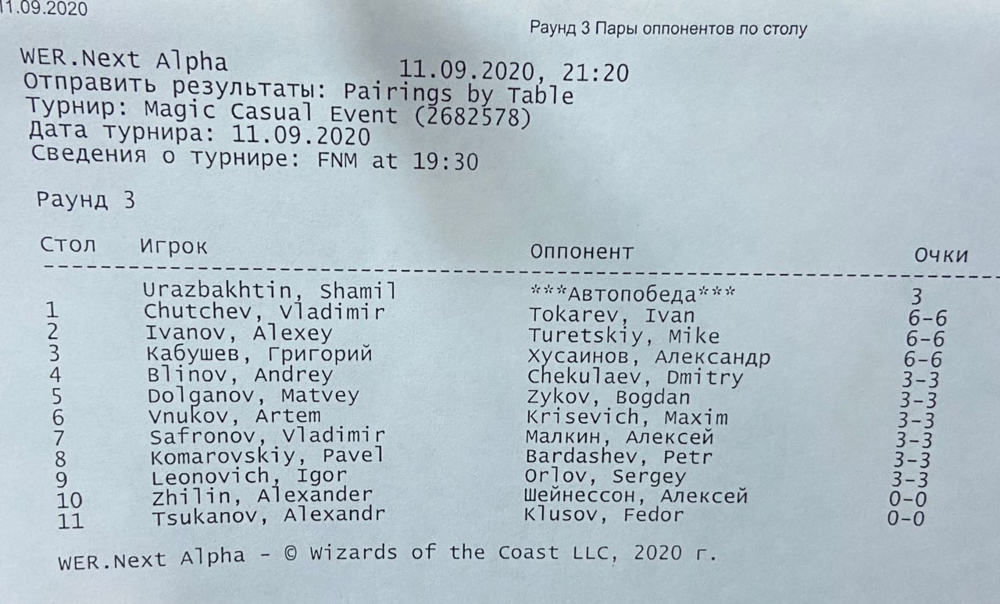 11.09.2020
Раунд 3 Пары оппонентов по столу
WER.Next Alpha 11.09.2020, 21:20
Отправить результаты: Pairings by Table
Турнир: Magic Casual Event (2682578)
Дата турнира: 11.09.2020
Сведения о турнире: FNM at 19:30
Раунд 3
Стол Игрок Оппонент Очки
Urazbakhtin, Shamil ***Автопобеда*** 3
1 Chutchev, Vladimir Tokarev, Ivan 6-6
2 Ivanov, Alexey Turetskiy, Mike 6-6
3 Кабушев, Григорий Хусаинов, Александр 6-6
4 Blinov, Andrey Chekulaev, Dmitry 3-3
5 Dolganov, Matvey Zykov, Bogdan 3-3
6 Vnukov, Artem Krisevich, Maxim 3-3
7 Safronov, Vladimir Малкин, Алексей 3-3
8 Komarovskiy, Pavel Bardashev, Petr 3-3
9 Leonovich, Igor Orlov, Sergey 3-3
10 Zhilin, Alexander Шейнессон, Алексей 0-0
11 Tsukanov, Alexandr Klusov, Fedor 0-0
WER.Next Alpha - © Wizards of the Coast LLC, 2020 г.